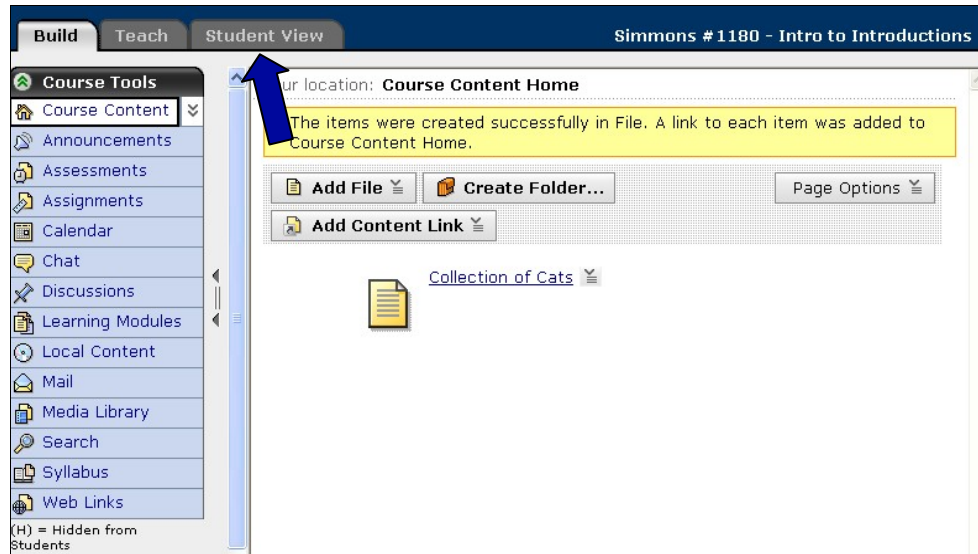 Build Teach Student View Simmons #1180 - Intro to Introductions
Course Tools
Course Content
Announcements
Assessments
Assignments
Calendar
Chat
Discussions
Learning Modules
Local Content
Mail
Media Library
Search
Syllabus
Web Links
(H) = Hidden from
Students
location: Course Content Home
The items were created successfully in File. A link to each item was added to
Course Content Home.
Add File Create Folder... Page Options
Add Content Link
Collection of Cats